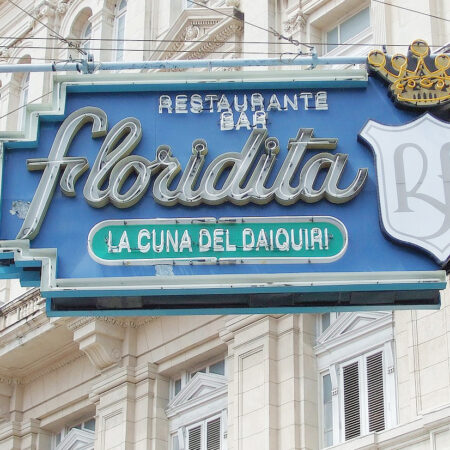 RESTAURANTE
BAR
Floridita
LA CUNA DEL DAIQUIRI